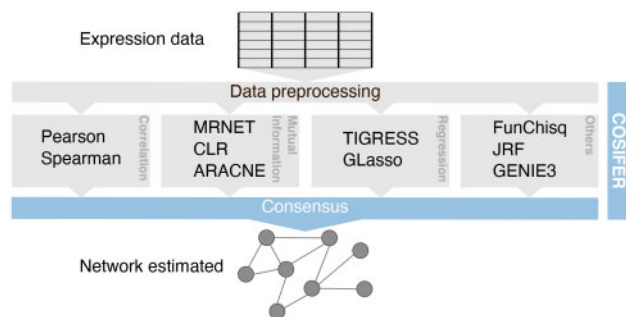 Expression data
Data preprocessing
Pearson
Spearman
Correlation
MRNET
CLR
ARACNE
Mutual
Information
TIGRESS
GLasso
Regression
FunChisq
JRF
GENIE3
Others
COSIFER
Consensus
Network estimated